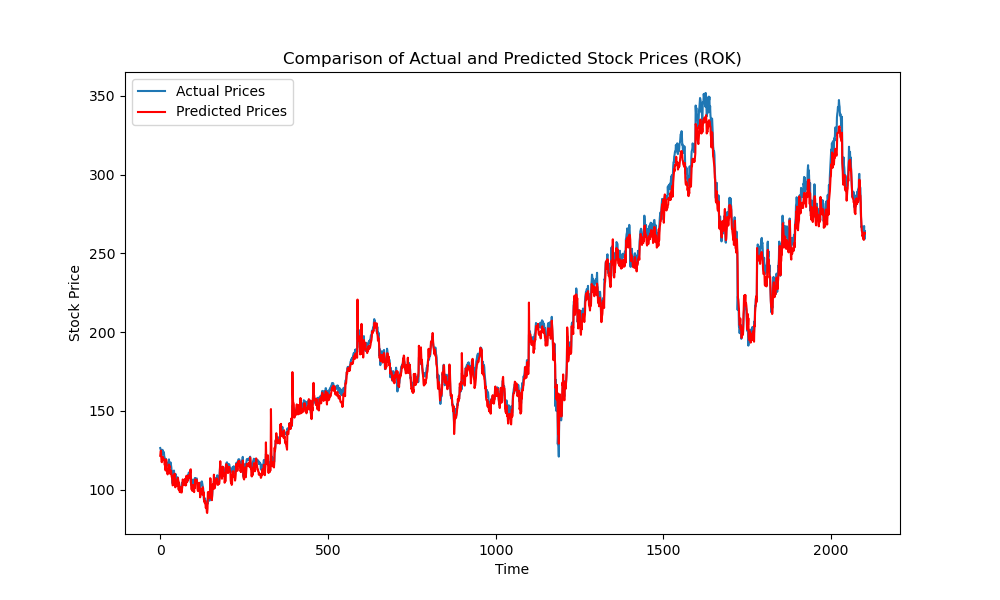 Comparison of Actual and Predicted Stock Prices (ROK)
Actual Prices
Predicted Prices
350
300
250
200
150
100
Stock Price
0
500
1000
1500
2000
Time